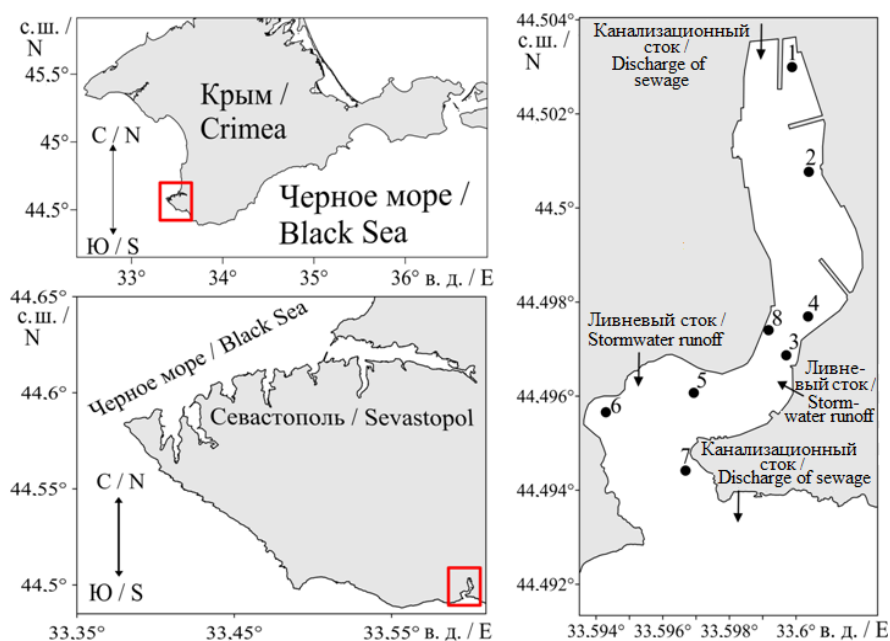 с.ш. /
N
45.5°
45°
44.5°
Крым /
Crimea
С / N
Ю / S
Черное море /
Black Sea
33°
34°
35°
36°
в. д. / E
44.65°
с.ш. /
N
44.6°
44.55°
44.5°
Черное море / Black Sea
Севастополь / Sevastopol
С / N
Ю / S
33.35°
33.45°
33.55°
в. д. / E
44.504°
с.ш. /
N
44.502°
44.5°
44.498°
44.496°
44.494°
44.492°
Канализационный
сток /
Discharge of
sewage
1
2
4
8
3
Ливневый сток /
Stormwater runoff
Ливне-
вый сток /
Storm-
water runoff
5
6
7
Канализационный
сток /
Discharge of sewage
33.594
33.596
33.598
33.6°
в. д. / E